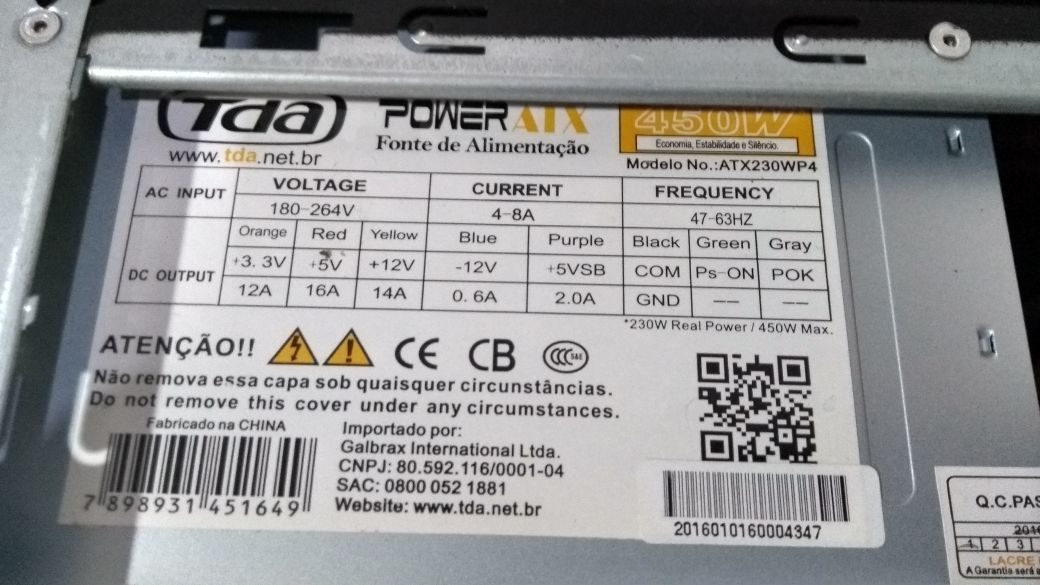 Tda
POWER ATX
450W
Economia, Estabilidade e Silêncio.
www.tda.net.br
Fonte de Alimentação
Modelo No.:ATX230WP4
AC INPUT VOLTAGE CURRENT FREQUENCY
180-264V 4-8A 47-63HZ
DC OUTPUT Orange Red Yellow Blue Purple Black Green Gray
+3. 3V +5V +12V -12V +5VSB COM Ps-ON POK
12A 16A 14A 0. 6A 2.0A GND —— ——
*230W Real Power / 450W Max.
ATENÇÃO!! CE CB CCC S&E
Não remova essa capa sob quaisquer circunstâncias.
Do not remove this cover under any circumstances.
Fabricado na CHINA
7 898931 451649
Importado por:
Galbrax International Ltda.
CNPJ: 80.592.116/0001-04
SAC: 0800 052 1881
Website: www.tda.net.br
2016010160004347
Q.C.PAS
2016
1 2 3
LACRE
A Garantia será a